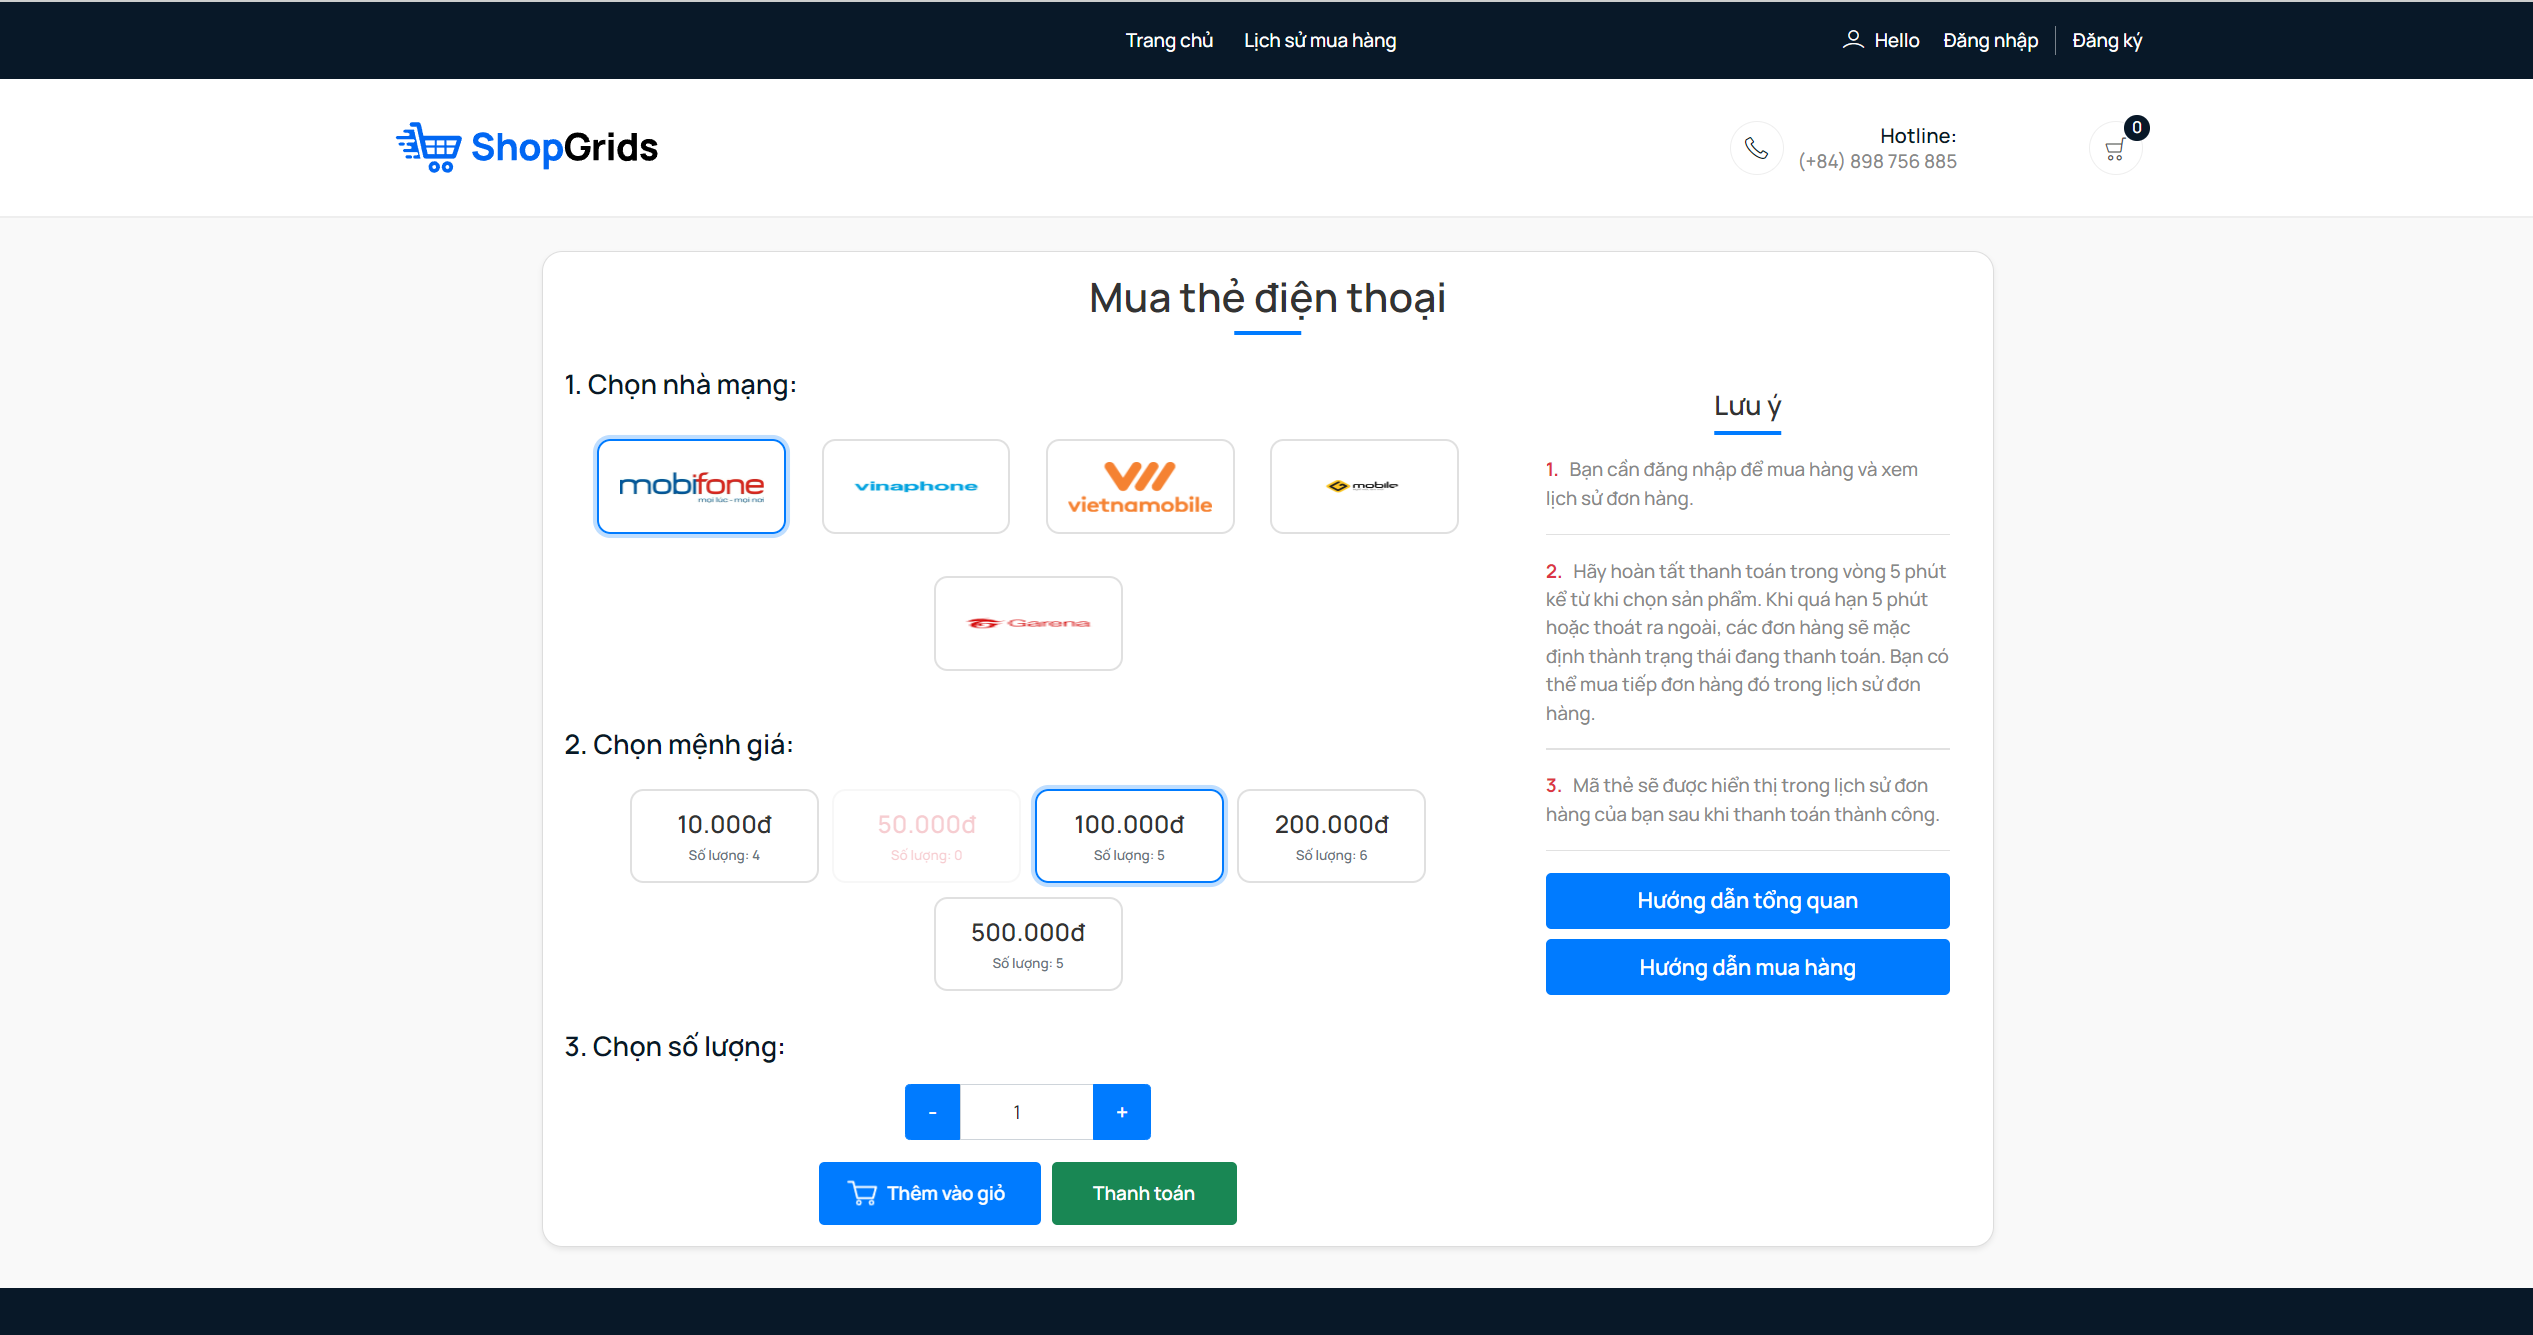 Trang chủ
Lịch sử mua hàng
Hello
Đăng nhập
Đăng ký
ShopGrids
Hotline:
(+84) 898 756 885
0
Mua thẻ điện thoại
1. Chọn nhà mạng:
mobifone
mọi lúc - mọi nơi
vinaphone
vietnamobile
mobile
Garena
2. Chọn mệnh giá:
10.000đ
Số lượng: 4
50.000đ
Số lượng: 0
100.000đ
Số lượng: 5
200.000đ
Số lượng: 6
500.000đ
Số lượng: 5
3. Chọn số lượng:
- 1 +
Thêm vào giỏ
Thanh toán
Lưu ý
1. Bạn cần đăng nhập để mua hàng và xem
lịch sử đơn hàng.
2. Hãy hoàn tất thanh toán trong vòng 5 phút
kể từ khi chọn sản phẩm. Khi quá hạn 5 phút
hoặc thoát ra ngoài, các đơn hàng sẽ mặc
định thành trạng thái đang thanh toán. Bạn có
thể mua tiếp đơn hàng đó trong lịch sử đơn
hàng.
3. Mã thẻ sẽ được hiển thị trong lịch sử đơn
hàng của bạn sau khi thanh toán thành công.
Hướng dẫn tổng quan
Hướng dẫn mua hàng